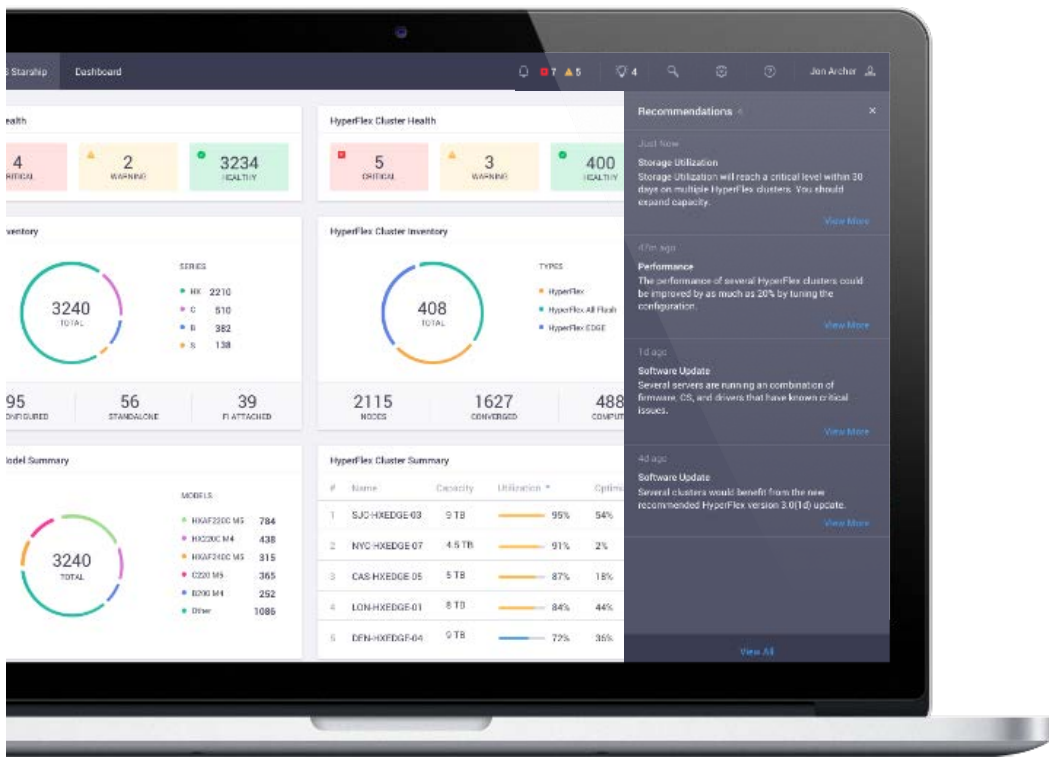 Starship Dashboard 7 5 4 Jon Archer
ealth
4 2 WARNING 3234 HEALTHY
HyperFlex Cluster Health
5 CRITICAL 3 WARNING 400 HEALTHY
ventory
3240
TOTAL
SERIES
HX 2210
C 510
B 382
S 138
95 56 39
ONFIGURED STANDALONE FI ATTACHED
HyperFlex Cluster Inventory
408
TOTAL
TYPES
HyperFlex
HyperFlex All Flash
HyperFlex EDGE
2115 1627 488
NODES CONVERGED COMPUT
odel Summary
3240
TOTAL
MODELS
HXAF220C M5 784
HX220C M4 438
HXAF240C M5 315
C220 M5 365
B200 M4 252
Other 1086
HyperFlex Cluster Summary
# Name Capacity Utilization Optimiz
1 SJC-HXEDGE-03 9 TB 95% 54%
2 NYC-HXEDGE-07 4.5 TB 91% 2%
3 CAS-HXEDGE-05 5 TB 87% 18%
4 LON-HXEDGE-01 8 TB 84% 44%
5 DEN-HXEDGE-04 9 TB 72% 36%
Recommendations
Just Now
Storage Utilization
Storage Utilization will reach a critical level within 30
days on multiple HyperFlex clusters. You should
expand capacity.
View More
47m ago
Performance
The performance of several HyperFlex clusters could
be improved by as much as 20% by tuning the
configuration.
View More
1d ago
Software Update
Several servers are running an combination of
firmware, OS, and drivers that have known critical
issues.
View More
4d ago
Software Update
Several clusters would benefit from the new
recommended HyperFlex version 3.0(1d) update.
View More
View All